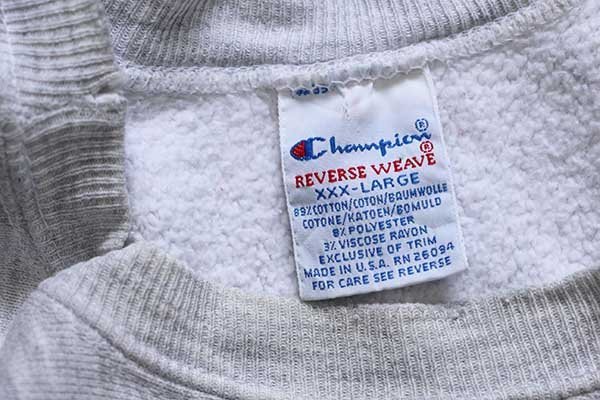 Champion®
REVERSE WEAVE®
XXX-LARGE
89% COTTON/COTON/BAUMWOLLE
COTONE/KATOEN/BOMULD
8% POLYESTER
3% VISCOSE RAYON
EXCLUSIVE OF TRIM
MADE IN U.S.A. RN 26094
FOR CARE SEE REVERSE